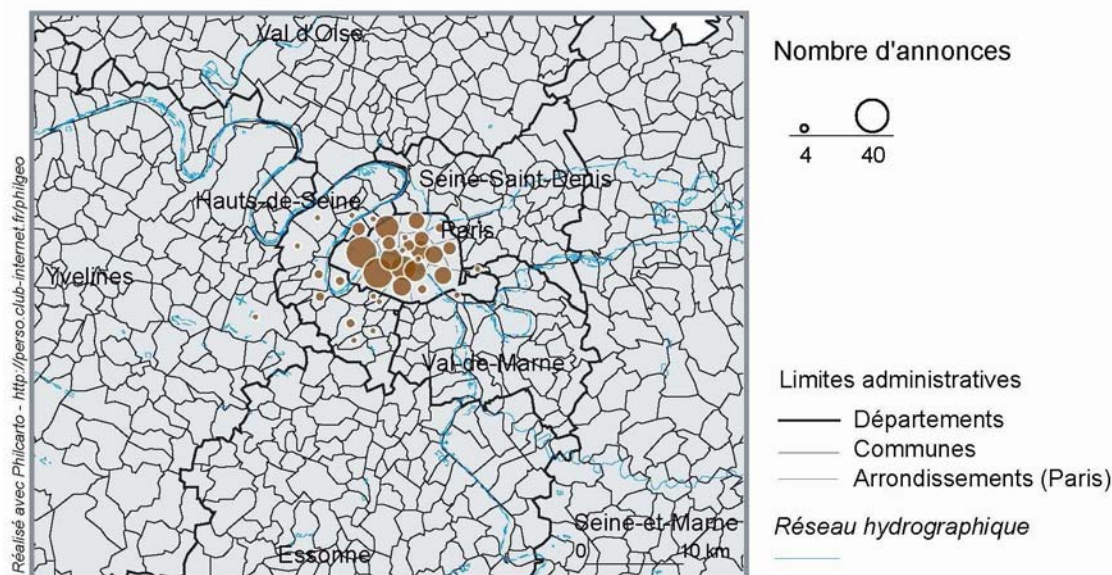 Val d'Oise
Seine-Saint-Denis
Hauts-de-Seine
Paris
Yvelines
Val-de-Marne
Seine-et-Marne
Essonne
0 10 km
Réalisé avec Philcarto - http://perso.club-internet.fr/philgeo
Nombre d'annonces
4 40
Limites administratives
Départements
Communes
Arrondissements (Paris)
Réseau hydrographique